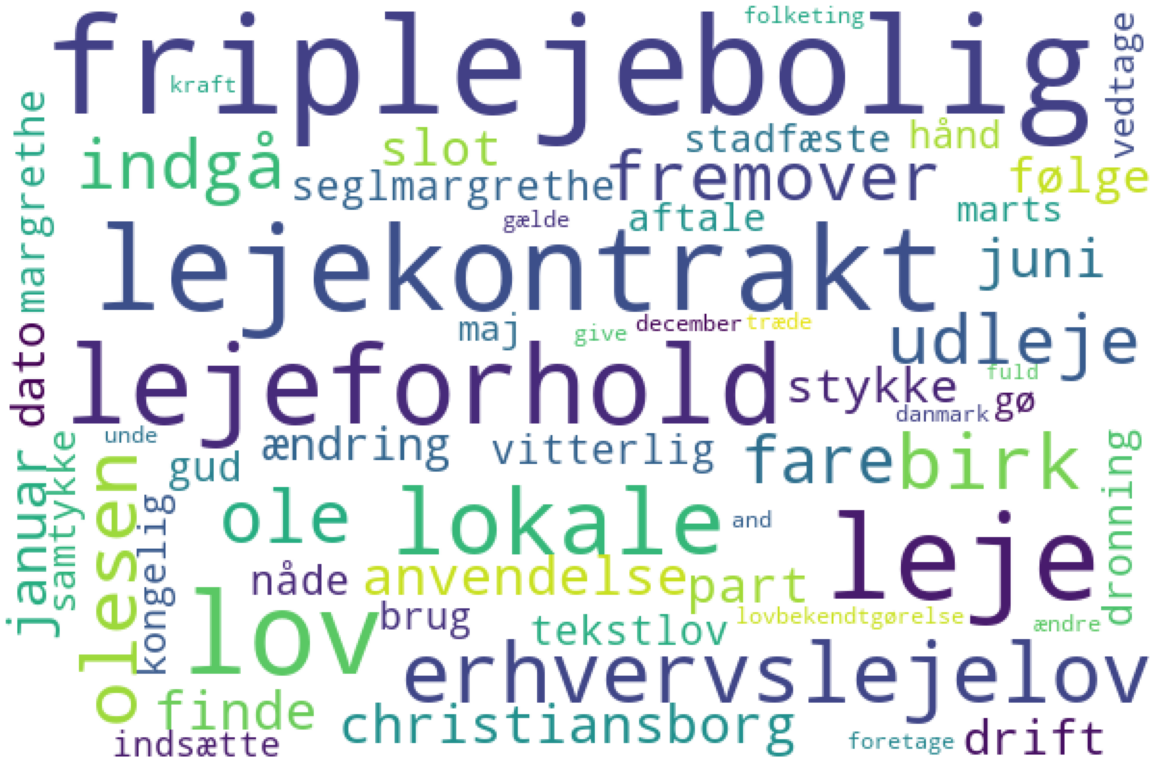 folketing
friplejebolig
vedtage
kraft
margrethe
indgå
slot
stadfæste
hånd
seglmargrethe
fremover
følge
gælde
aftale
marts
lejekontrakt
juni
maj
give
december
træde
udleje
dato
lejeforhold
stykke
fuld
danmark
gø
unde
ændring
vitterlig
fare
birk
dronning
januar
samtykke
gud
olesen
kongelig
ole
lokale
and
leje
nåde
anvendelse
part
lov
brug
tekstlov
lovbekendtgørelse
ændre
erhvervslejelov
finde
christiansborg
indsætte
foretage
drift